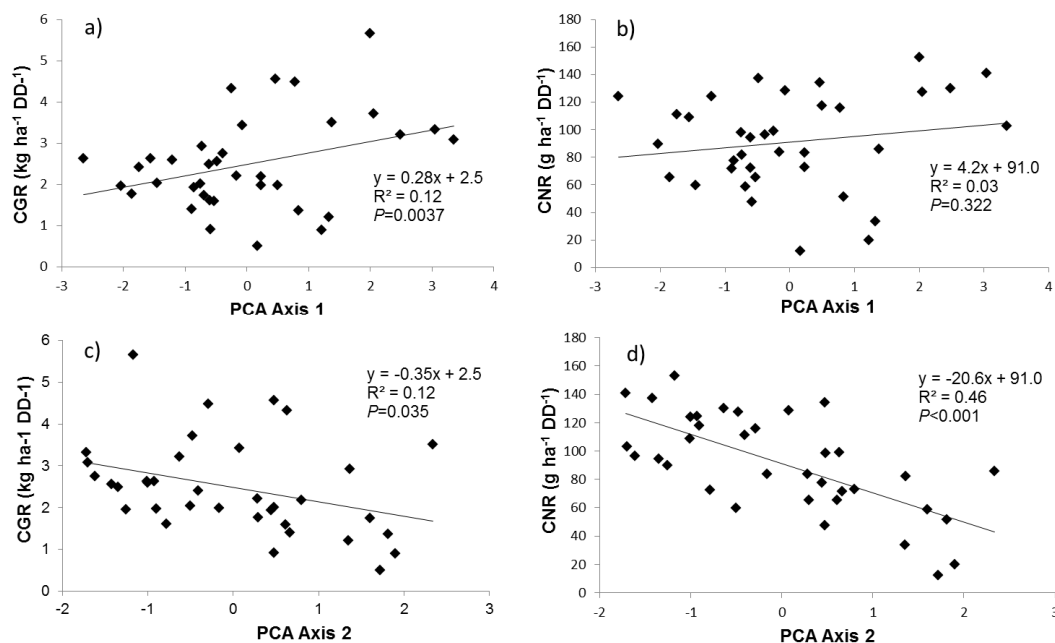 a)
CGR (kg ha⁻¹ DD-¹)
6
5
4
3
2
1
0
-3 -2 -1 0 1 2 3 4
PCA Axis 1
y = 0.28x + 2.5
R² = 0.12
P=0.0037
b)
CNR (g ha⁻¹ DD⁻¹)
180
160
140
120
100
80
60
40
20
0
-3 -2 -1 0 1 2 3 4
PCA Axis 1
y = 4.2x + 91.0
R² = 0.03
P=0.322
c)
CGR (kg ha-1 DD-1)
6
5
4
3
2
1
0
-2 -1 0 1 2 3
PCA Axis 2
y = -0.35x + 2.5
R² = 0.12
P=0.035
d)
CNR (g ha⁻¹ DD⁻¹)
180
160
140
120
100
80
60
40
20
0
-2 -1 0 1 2 3
PCA Axis 2
y = -20.6x + 91.0
R² = 0.46
P<0.001